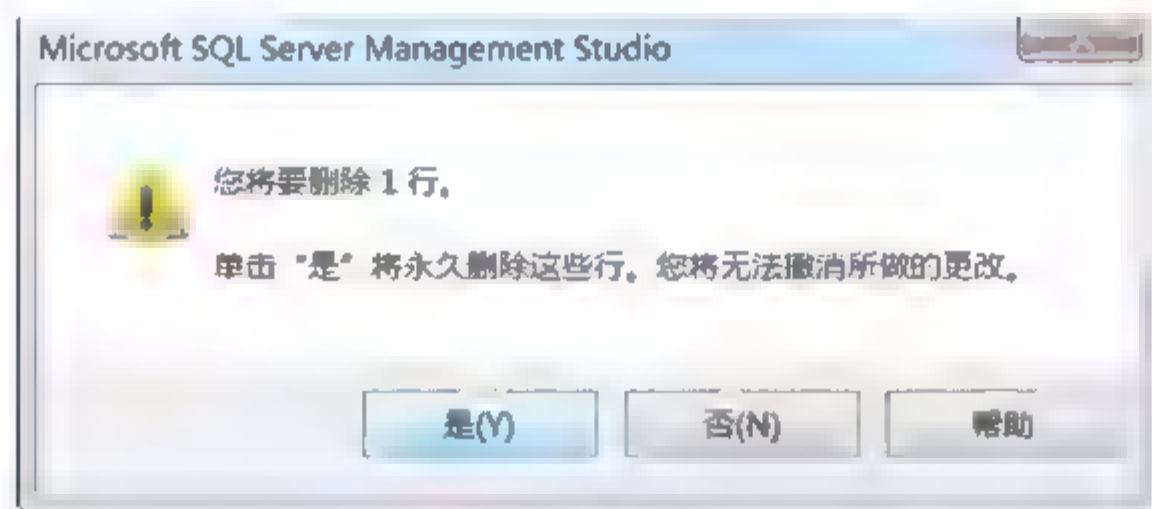 Microsoft SQL Server Management Studio
您将要删除 1 行。
单击 "是" 将永久删除这些行。您将无法撤消所做的更改。
是(Y)
否(N)
帮助